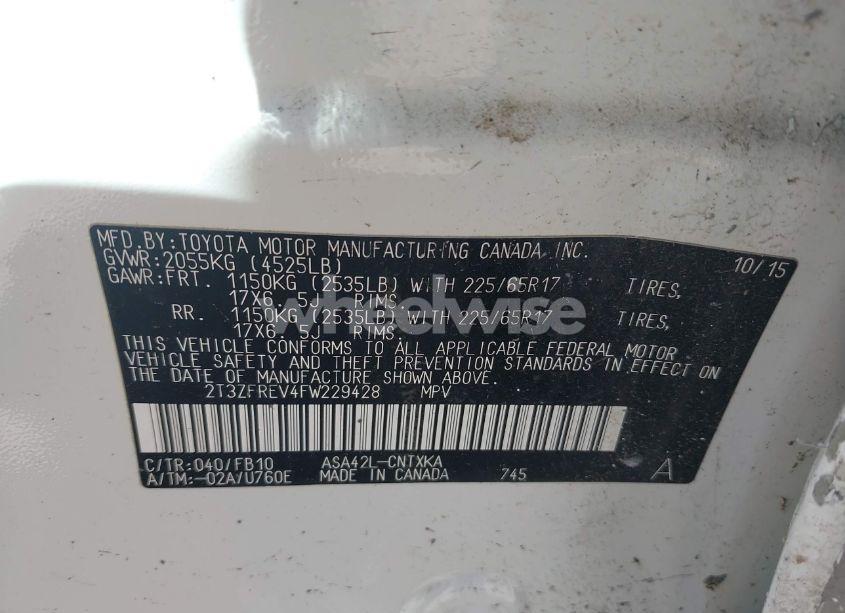 MFD.BY:TOYOTA MOTOR MANUFACTURING CANADA INC. 10/15
GVWR:2055KG (4525LB)
GAWR:FRT. 1150KG (2535LB) WITH 225/65R17 TIRES,
17X6. 5J RIMS,
RR. 1150KG (2535LB) WITH 225/65R17 TIRES,
17X6. 5J RIMS.
THIS VEHICLE CONFORMS TO ALL APPLICABLE FEDERAL MOTOR
VEHICLE SAFETY AND THEFT PREVENTION STANDARDS IN EFFECT ON
THE DATE OF MANUFACTURE SHOWN ABOVE.
2T3ZFREV4FW229428 MPV
C/TR:040/FB10 ASA42L-CNTXKA A
A/TM:-02A/U760E MADE IN CANADA 745
wheelwise